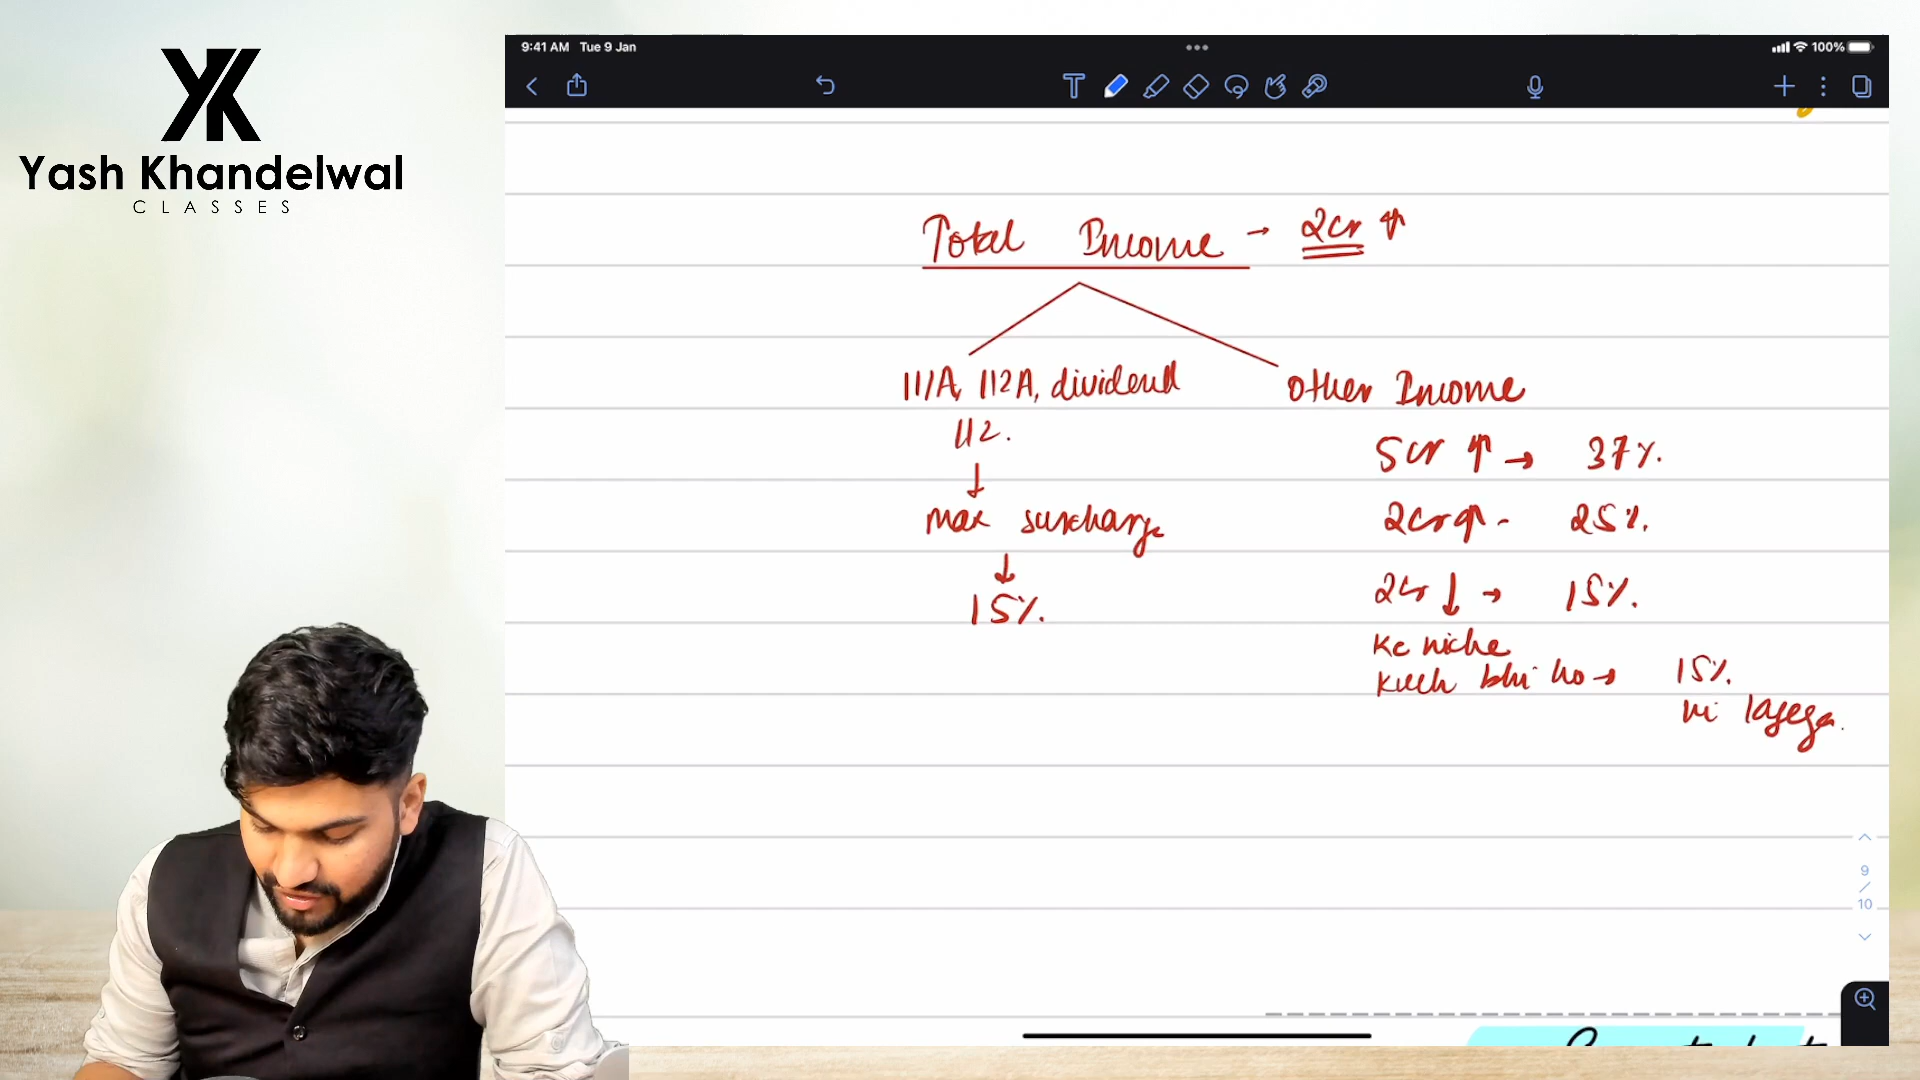 YK
Yash Khandelwal
CLASSES
9:41 AM Tue 9 Jan
100%
Total Income → 2cr ↑
111A, 112A, dividend
112.
↓
max surcharge
↓
15%.
Other Income
5cr ↑ → 37%.
2cr↑ - 25%.
2cr ↓ → 15%.
Ke niche
kuch bhi ho → 15%.
hi lagega.
9
/
10